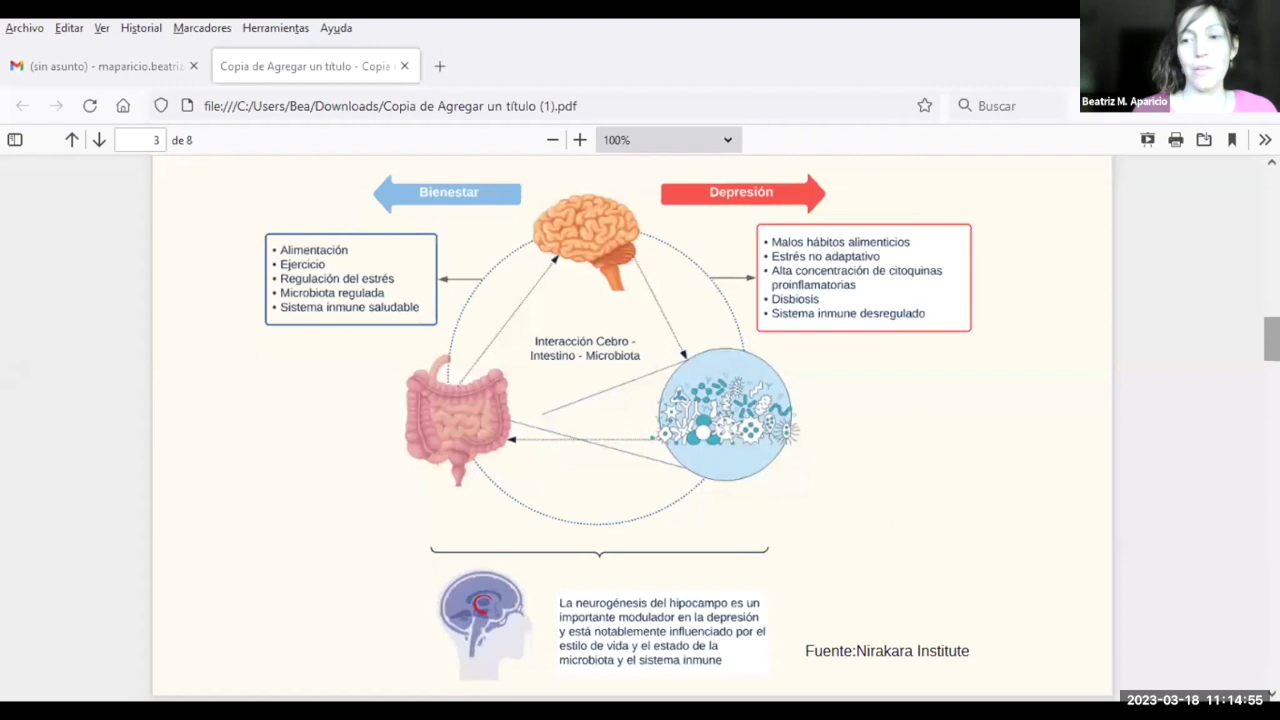 Archivo Editar Ver Historial Marcadores Herramientas Ayuda
(sin asunto) - maparicio.beatriz
Copia de Agregar un título - Copia
Beatriz M. Aparicio
file:///C:/Users/Bea/Downloads/Copia de Agregar un título (1).pdf
Buscar
3 de 8
100%
Bienestar
Depresión
• Alimentación
• Ejercicio
• Regulación del estrés
• Microbiota regulada
• Sistema inmune saludable
• Malos hábitos alimenticios
• Estrés no adaptativo
• Alta concentración de citoquinas
proinflamatorias
• Disbiosis
• Sistema inmune desregulado
Interacción Cebro -
Intestino - Microbiota
La neurogénesis del hipocampo es un
importante modulador en la depresión
y está notablemente influenciado por el
estilo de vida y el estado de la
microbiota y el sistema inmune
Fuente:Nirakara Institute
2023-03-18 11:14:55